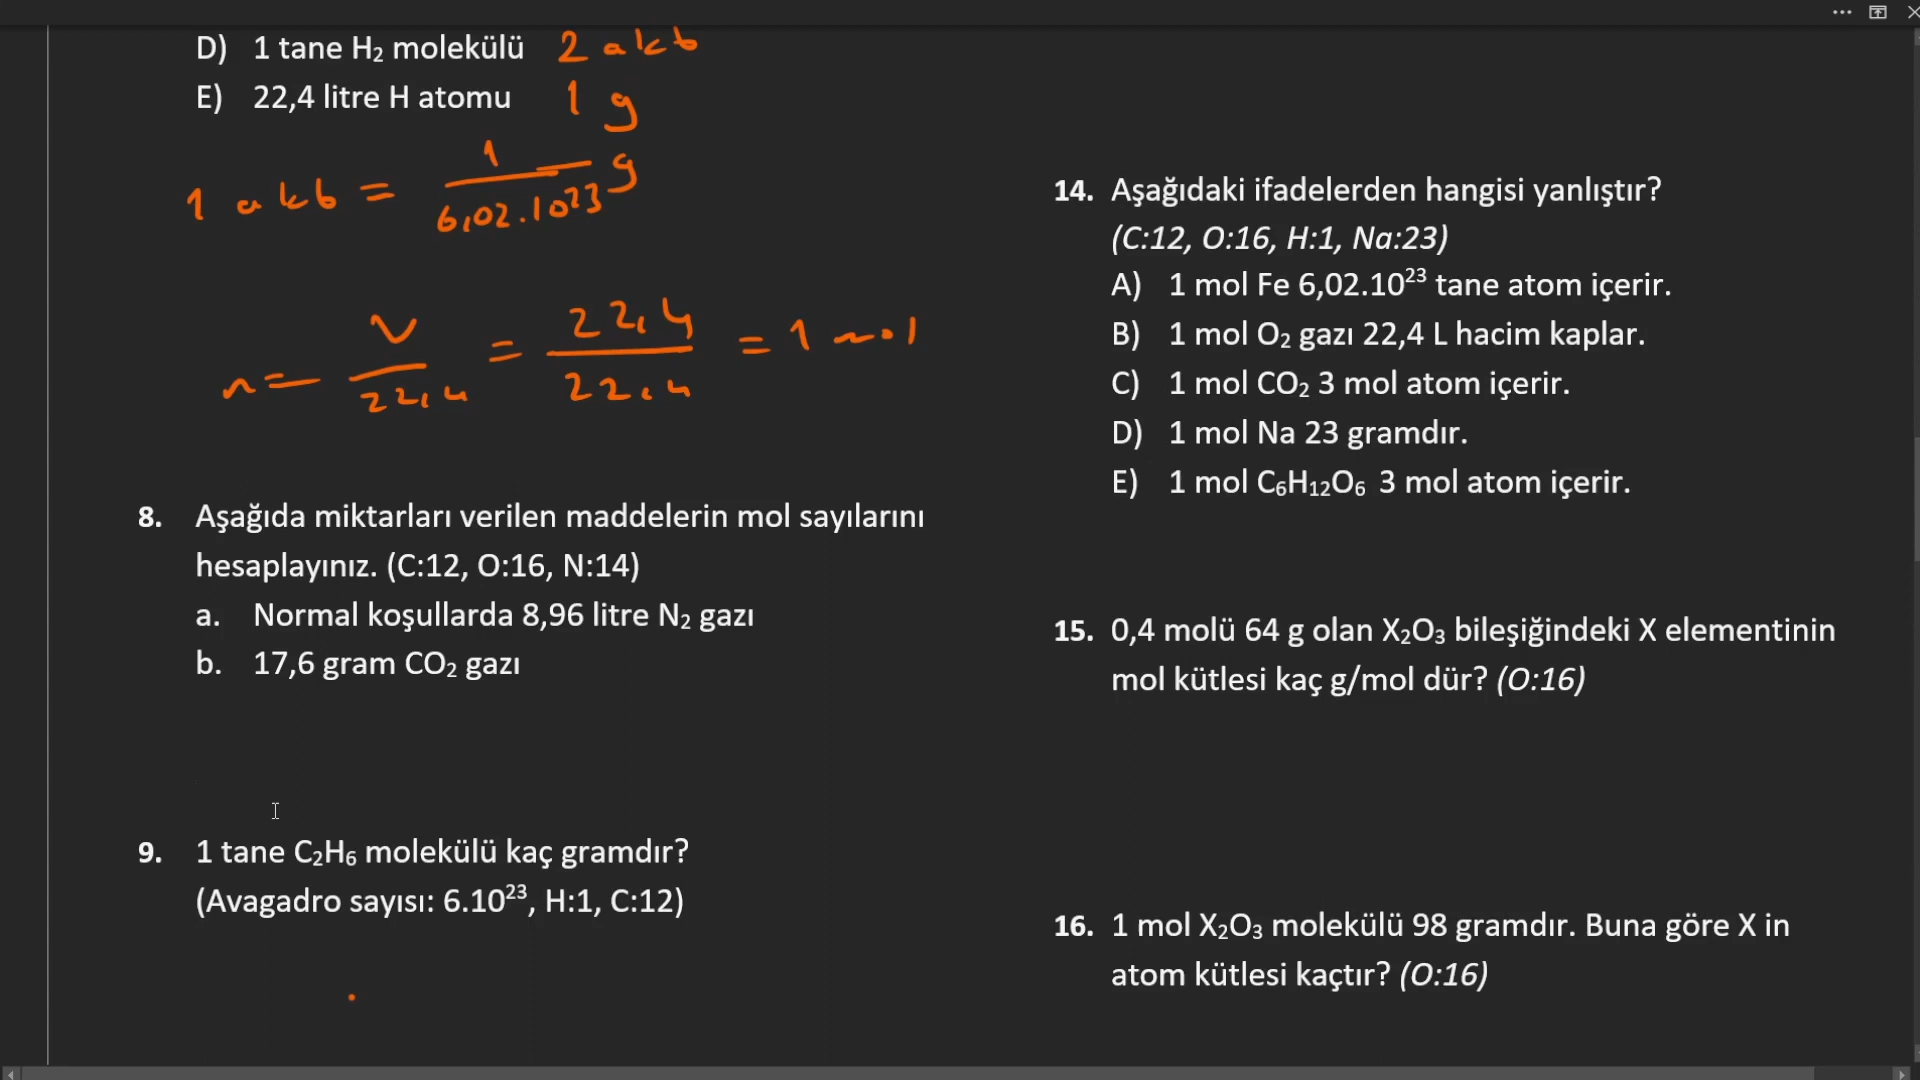 D) 1 tane H₂ molekülü 2 akb
E) 22,4 litre H atomu 1 g
1 akb = 1 / 6,02.10²³ g
n = V / 22,4 = 22,4 / 22,4 = 1 mol
8. Aşağıda miktarları verilen maddelerin mol sayılarını
hesaplayınız. (C:12, O:16, N:14)
a. Normal koşullarda 8,96 litre N₂ gazı
b. 17,6 gram CO₂ gazı
9. 1 tane C₂H₆ molekülü kaç gramdır?
(Avagadro sayısı: 6.10²³, H:1, C:12)
14. Aşağıdaki ifadelerden hangisi yanlıştır?
(C:12, O:16, H:1, Na:23)
A) 1 mol Fe 6,02.10²³ tane atom içerir.
B) 1 mol O₂ gazı 22,4 L hacim kaplar.
C) 1 mol CO₂ 3 mol atom içerir.
D) 1 mol Na 23 gramdır.
E) 1 mol C₆H₁₂O₆ 3 mol atom içerir.
15. 0,4 molü 64 g olan X₂O₃ bileşiğindeki X elementinin
mol kütlesi kaç g/mol dür? (O:16)
16. 1 mol X₂O₃ molekülü 98 gramdır. Buna göre X in
atom kütlesi kaçtır? (O:16)